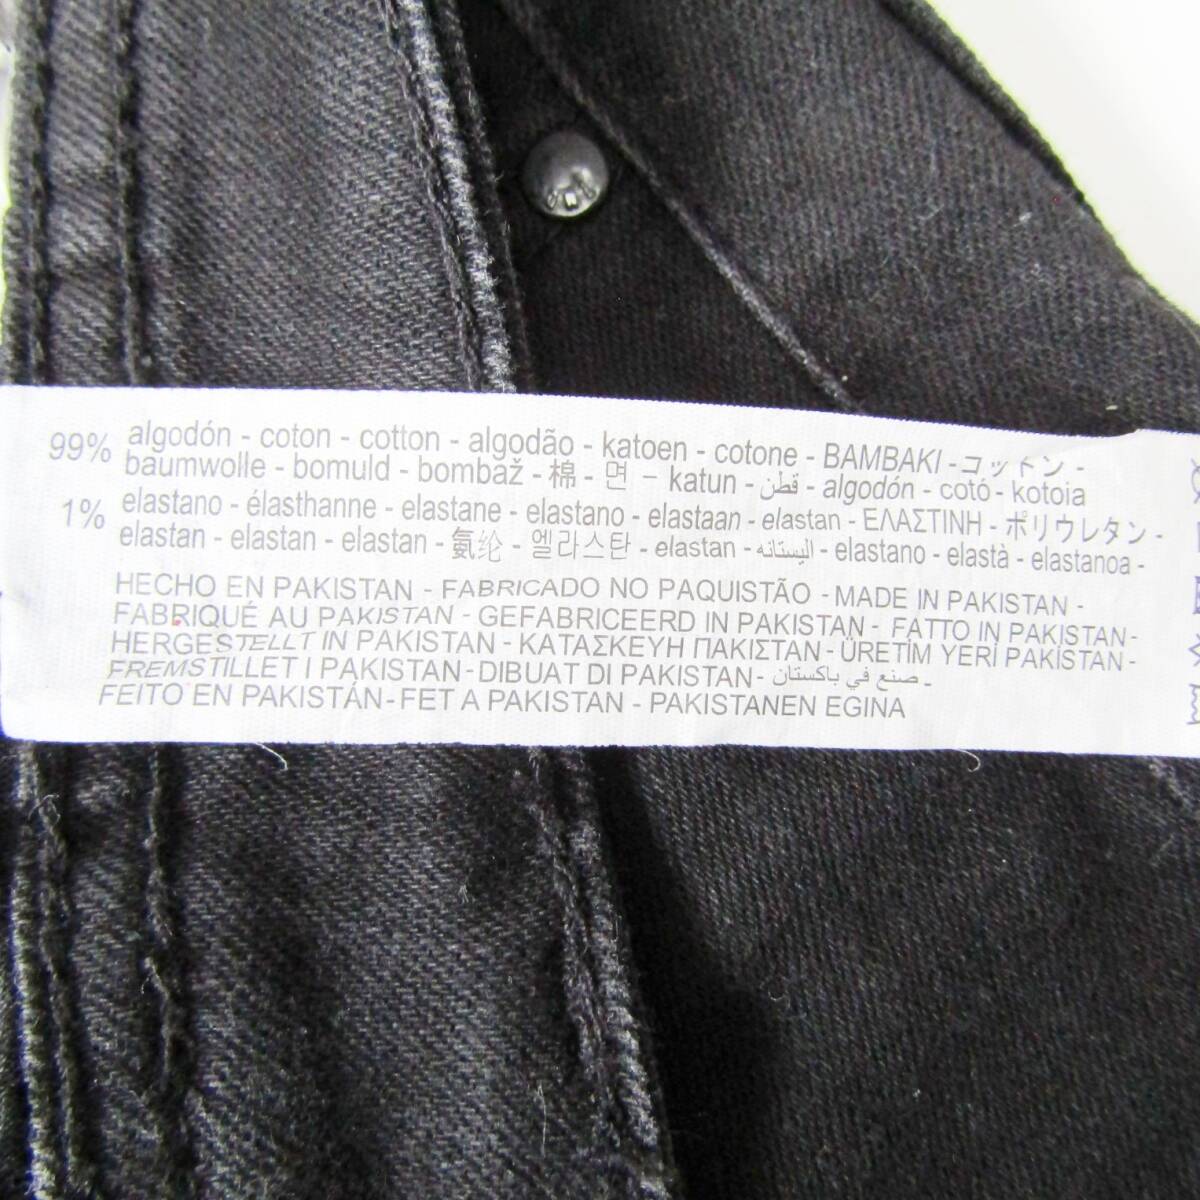 99% algodón - coton - cotton - algodão - katoen - cotone - BAMBAKI - コットン -
baumwolle - bomuld - bombaž - 棉 - 면 - katun - قطن - algodón - cotó - kotoia
1% elastano - élasthanne - elastane - elastano - elastaan - elastan - ΕΛΑΣΤΙΝΗ - ポリウレタン -
elastan - elastan - elastan - 氨纶 - 엘라스탄 - elastan - اليستانه - elastano - elastà - elastanoa -
HECHO EN PAKISTAN - FABRICADO NO PAQUISTÃO - MADE IN PAKISTAN -
FABRIQUÉ AU PAKISTAN - GEFABRICEERD IN PAKISTAN - FATTO IN PAKISTAN-
HERGESTELLT IN PAKISTAN - ΚΑΤΑΣΚΕΥΗ ΠΑΚΙΣΤΑΝ - ÜRETİM YERİ PAKİSTAN -
FREMSTILLET I PAKISTAN-DIBUAT DI PAKISTAN- صنع في باكستان -
FEITO EN PAKISTÁN-FET A PAKISTAN - PAKISTANEN EGINA